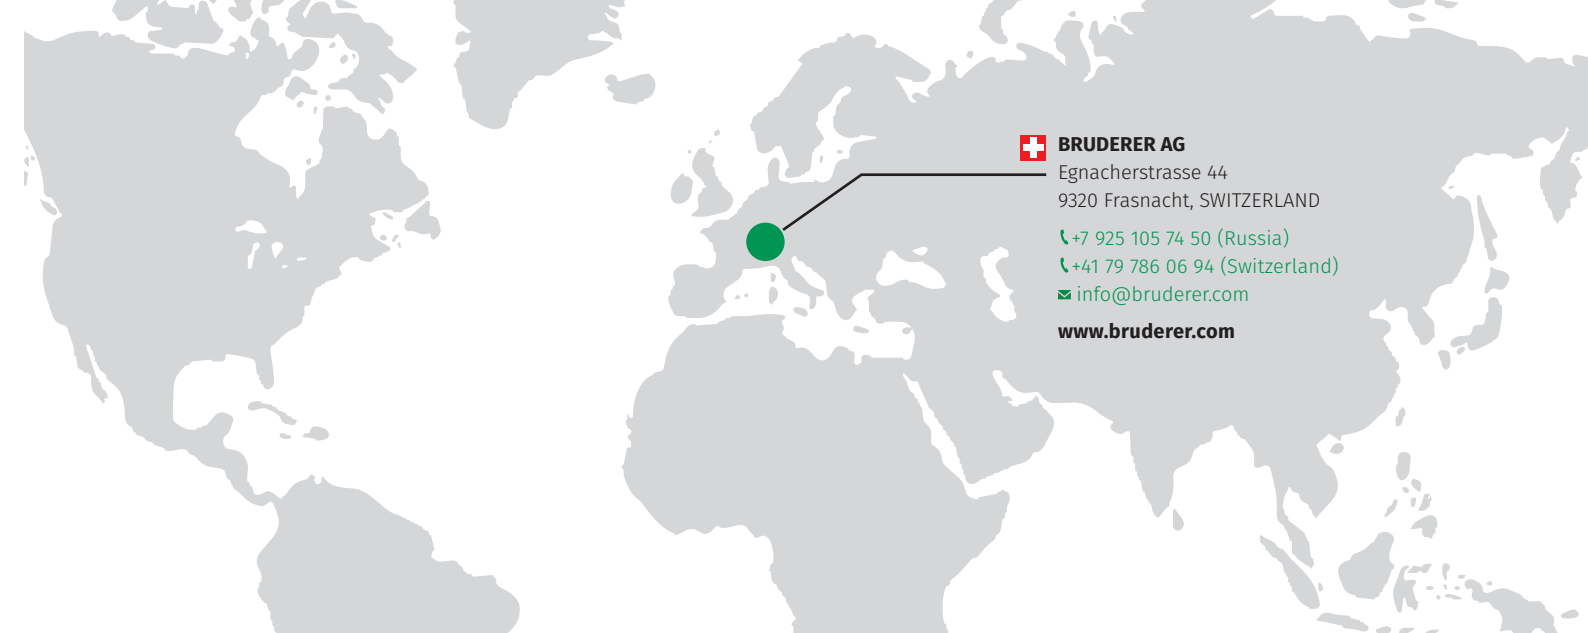 BRUDERER AG
Egnacherstrasse 44
9320 Frasnacht, SWITZERLAND
+7 925 105 74 50 (Russia)
+41 79 786 06 94 (Switzerland)
info@bruderer.com
www.bruderer.com